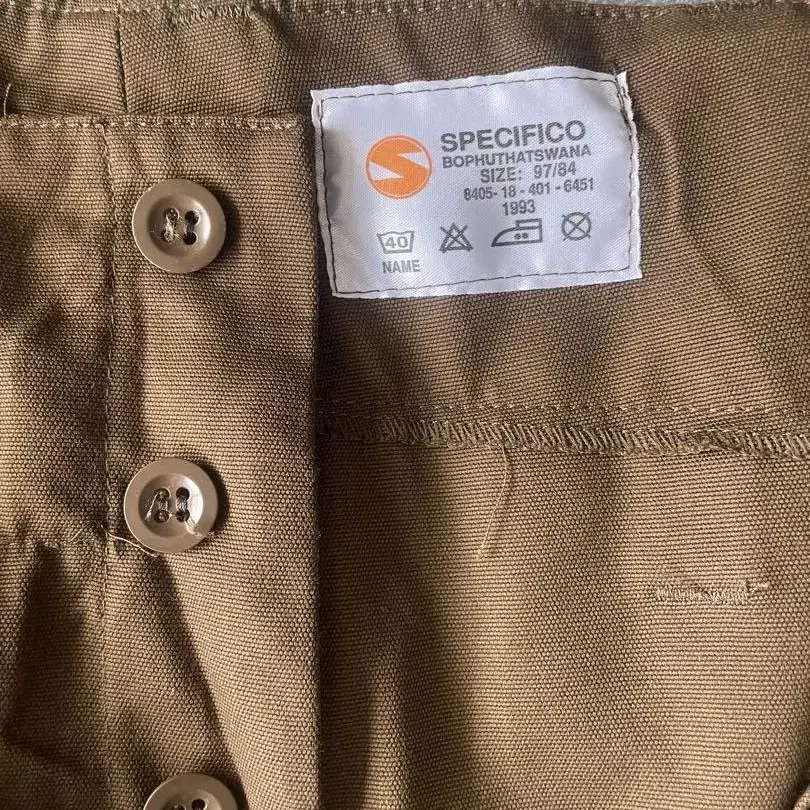 SPECIFICO
BOPHUTHATSWANA
SIZE: 97/84
8405-18-401-6451
1993
40
NAME